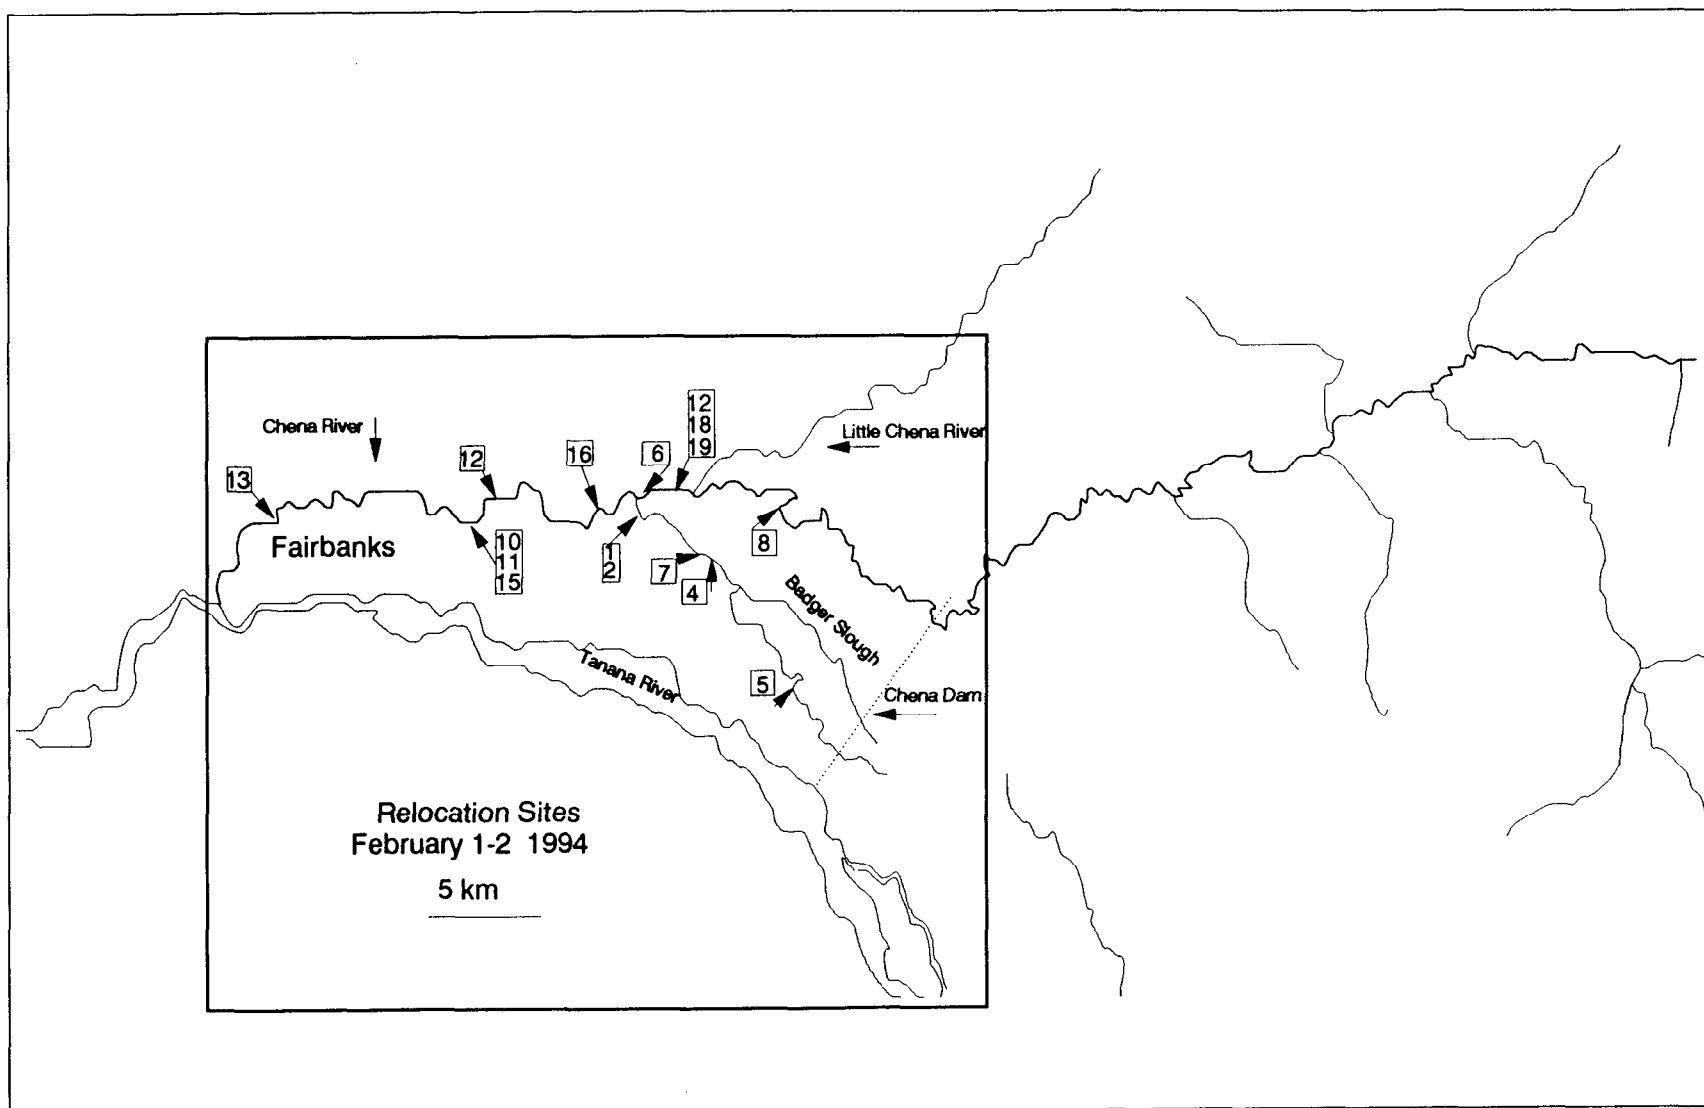 12
18
19
Chena River
Little Chena River
12
16
6
13
10
11
15
Fairbanks
1
2
7
8
4
Badger Slough
Tanana River
5
Chena Dam
Relocation Sites
February 1-2 1994
5 km